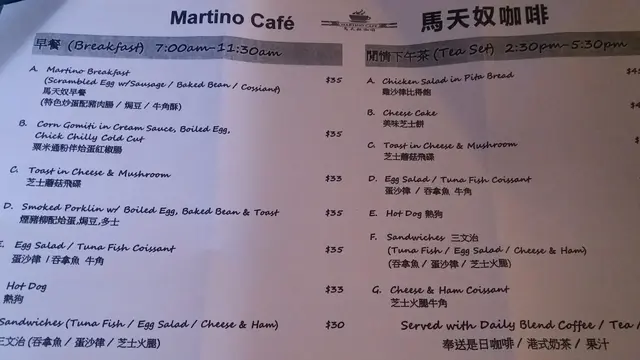 Martino Café
MARTINO CAFE
馬天奴咖啡
馬天奴咖啡
早餐 (Breakfast) 7:00am-11:30am
A. Martino Breakfast
(Scrambled Egg w/Sausage / Baked Bean / Cossiant) $35
馬天奴早餐
(特色炒蛋配豬肉腸 / 焗豆 / 牛角酥)
B. Corn Gomiti in Cream Sauce, Boiled Egg,
Chick Chilly Cold Cut $35
粟米通粉伴烚蛋紅椒腸
C. Toast in Cheese & Mushroom $33
芝士蘑菇飛碟
D. Smoked Porklin w/ Boiled Egg, Baked Bean & Toast $35
煙豬柳配烚蛋,焗豆,多士
E. Egg Salad / Tuna Fish Coissant $35
蛋沙律 / 吞拿魚 牛角
Hot Dog $33
熱狗
Sandwiches (Tuna Fish / Egg Salad / Cheese & Ham) $30
三文治 (吞拿魚 / 蛋沙律 / 芝士火腿)
閒情下午茶 (Tea Set) 2:30pm-5:30pm
A. Chicken Salad in Pita Bread
雞沙律比得飽
B. Cheese Cake
美味芝士餅
C. Toast in Cheese & Mushroom
芝士蘑菇飛碟
D. Egg Salad / Tuna Fish Coissant
蛋沙律 / 吞拿魚 牛角
E. Hot Dog 熱狗
F. Sandwiches 三文治
(Tuna Fish / Egg Salad / Cheese & Ham)
(吞拿魚 / 蛋沙律 / 芝士火腿)
G. Cheese & Ham Coissant
芝士火腿牛角
Served with Daily Blend Coffee / Tea /
奉送是日咖啡 / 港式奶茶 / 果汁